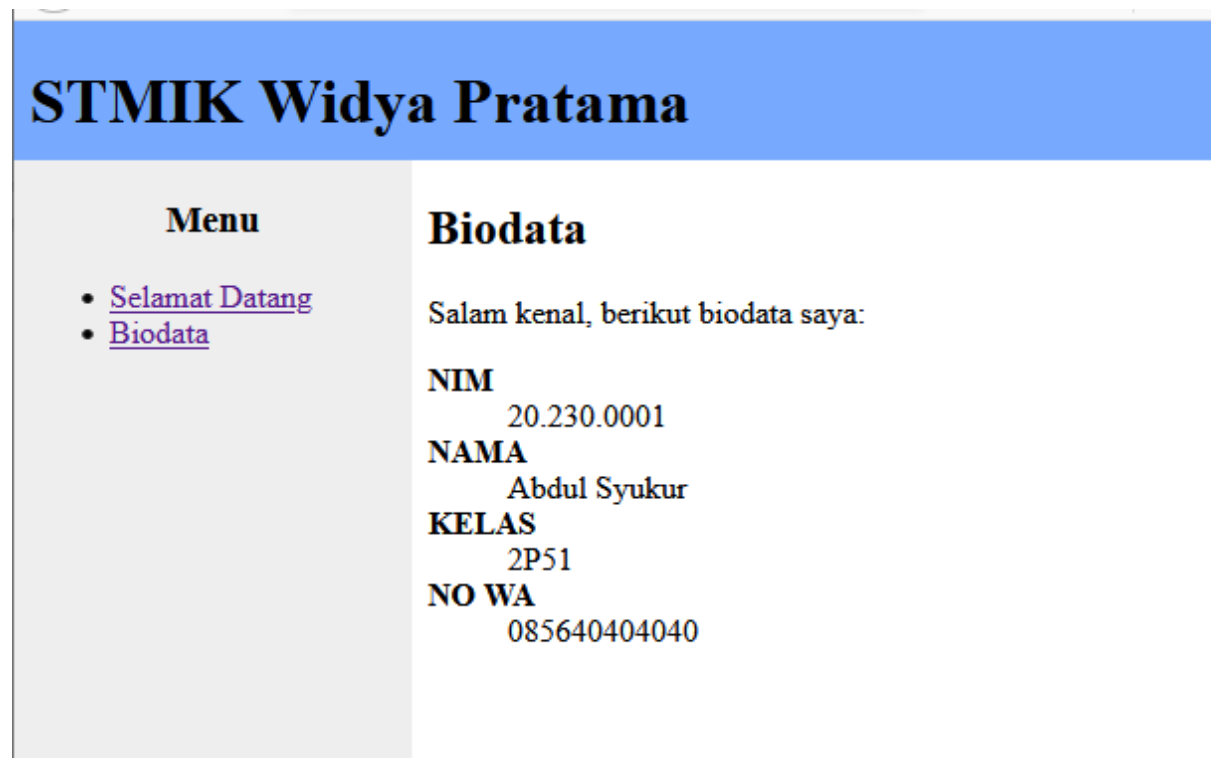 STMIK Widya Pratama
Menu
Selamat Datang
Biodata
Biodata
Salam kenal, berikut biodata saya:
NIM
20.230.0001
NAMA
Abdul Syukur
KELAS
2P51
NO WA
085640404040